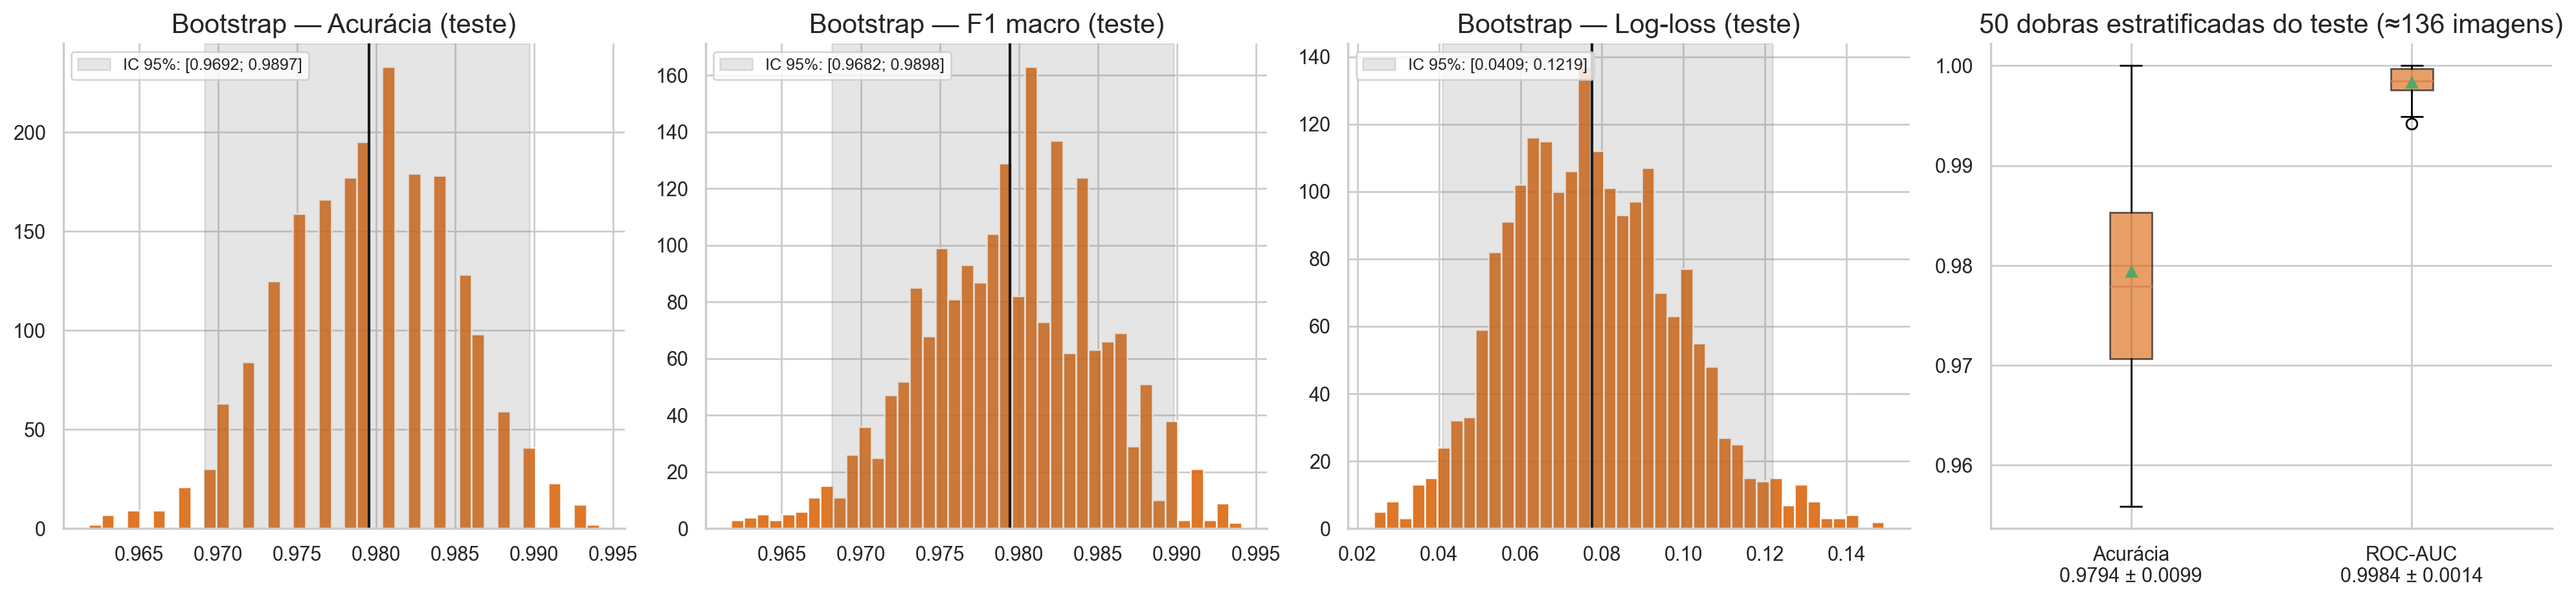 Bootstrap — Acurácia (teste)
IC 95%: [0.9692; 0.9897]
200
150
100
50
0
0.965 0.970 0.975 0.980 0.985 0.990 0.995
Bootstrap — F1 macro (teste)
IC 95%: [0.9682; 0.9898]
160
140
120
100
80
60
40
20
0
0.965 0.970 0.975 0.980 0.985 0.990 0.995
Bootstrap — Log-loss (teste)
IC 95%: [0.0409; 0.1219]
140
120
100
80
60
40
20
0
0.02 0.04 0.06 0.08 0.10 0.12 0.14
50 dobras estratificadas do teste (≈136 imagens)
1.00
0.99
0.98
0.97
0.96
Acurácia
0.9794 ± 0.0099
ROC-AUC
0.9984 ± 0.0014